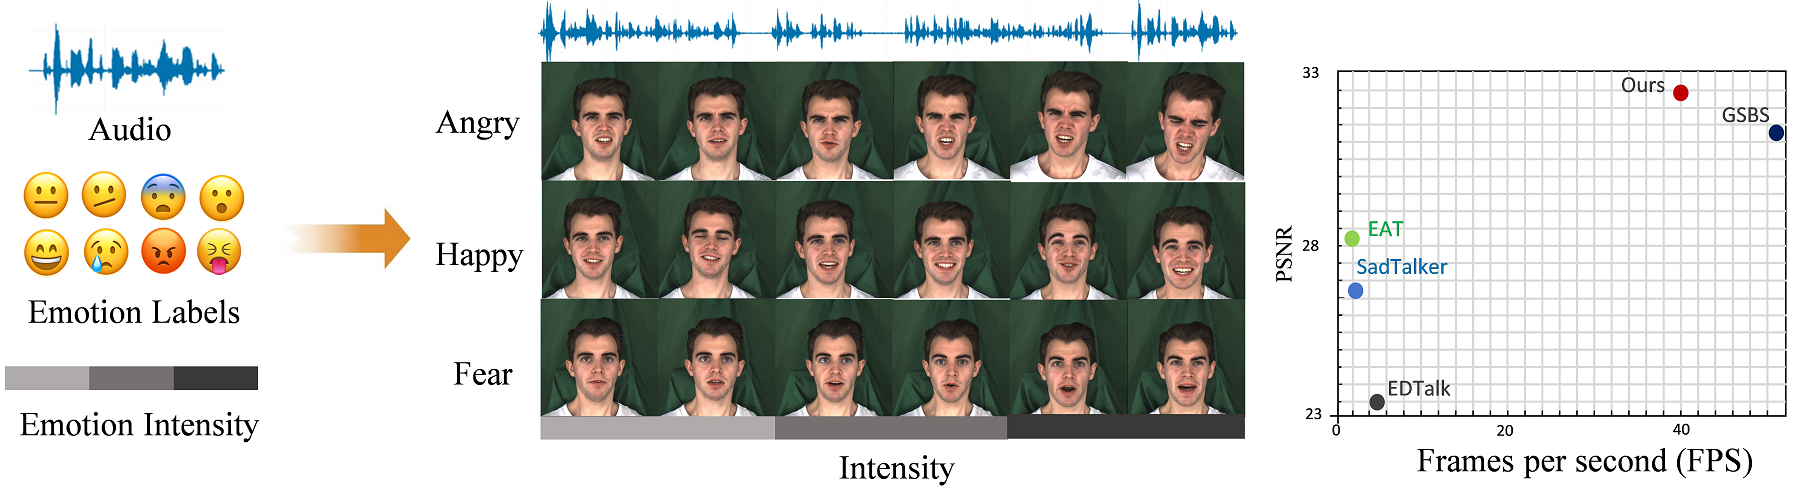 Audio
Emotion Labels
Emotion Intensity
Angry
Happy
Fear
Intensity
33
28
23
PSNR
Ours
GSBS
EAT
SadTalker
EDTalk
0
20
40
Frames per second (FPS)